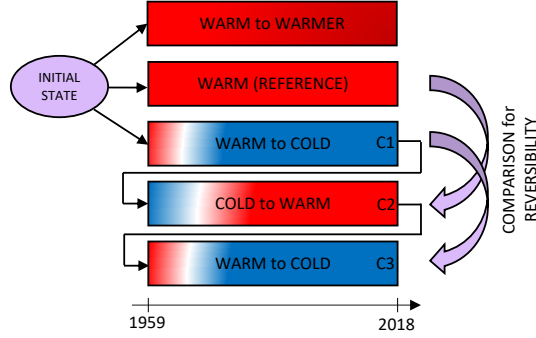 WARM to WARMER
INITIAL
STATE
WARM (REFERENCE)
WARM to COLD C1
COLD to WARM C2
WARM to COLD C3
COMPARISON for
REVERSIBILITY
1959 2018